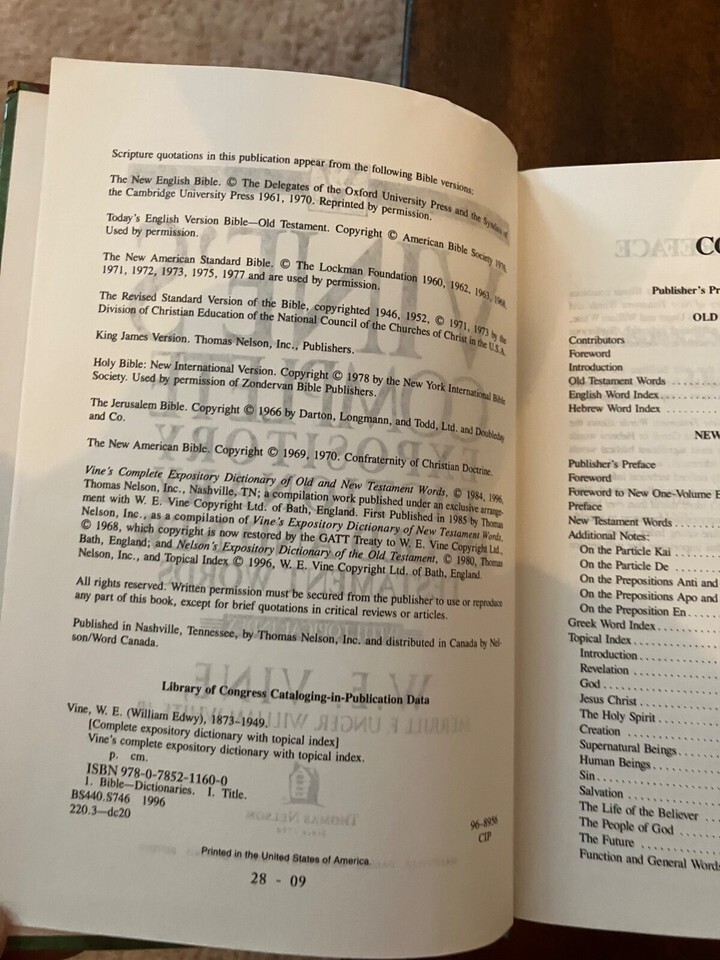 Scripture quotations in this publication appear from the following Bible versions:
The New English Bible. © The Delegates of the Oxford University Press and the Syndics of
the Cambridge University Press 1961, 1970. Reprinted by permission.
Today's English Version Bible—Old Testament. Copyright © American Bible Society 1976.
Used by permission.
The New American Standard Bible. © The Lockman Foundation 1960, 1962, 1963, 1968,
1971, 1972, 1973, 1975, 1977 and are used by permission.
The Revised Standard Version of the Bible, copyrighted 1946, 1952, © 1971, 1973 by the
Division of Christian Education of the National Council of the Churches of Christ in the U.S.A.
King James Version. Thomas Nelson, Inc., Publishers.
Holy Bible: New International Version. Copyright © 1978 by the New York International Bible
Society. Used by permission of Zondervan Bible Publishers.
The Jerusalem Bible. Copyright © 1966 by Darton, Longmann, and Todd, Ltd. and Doubleday
and Co.
The New American Bible. Copyright © 1969, 1970. Confraternity of Christian Doctrine.
Vine's Complete Expository Dictionary of Old and New Testament Words, © 1984, 1996,
Thomas Nelson, Inc., Nashville, TN; a compilation work published under an exclusive arrange-
ment with W. E. Vine Copyright Ltd. of Bath, England. First Published in 1985 by Thomas
Nelson, Inc., as a compilation of Vine's Expository Dictionary of New Testament Words,
© 1968, which copyright is now restored by the GATT Treaty to W. E. Vine Copyright Ltd.,
Bath, England; and Nelson's Expository Dictionary of the Old Testament, © 1980, Thomas
Nelson, Inc., and Topical Index © 1996, W. E. Vine Copyright Ltd. of Bath, England.
All rights reserved. Written permission must be secured from the publisher to use or reproduce
any part of this book, except for brief quotations in critical reviews or articles.
Published in Nashville, Tennessee, by Thomas Nelson, Inc. and distributed in Canada by Nel-
son/Word Canada.
Library of Congress Cataloging-in-Publication Data
Vine, W. E. (William Edwy), 1873–1949.
[Complete expository dictionary with topical index]
Vine's complete expository dictionary with topical index.
p. cm.
ISBN 978-0-7852-1160-0
1. Bible—Dictionaries. I. Title.
BS440.S746 1996
220.3—dc20
96-8956
CIP
Printed in the United States of America.
28 - 09
CO
Publisher's Pr
OLD
Contributors
Foreword
Introduction
Old Testament Words
English Word Index
Hebrew Word Index
NEW
Publisher's Preface
Foreword
Foreword to New One-Volume E
Preface
New Testament Words
Additional Notes:
On the Particle Kai
On the Particle De
On the Prepositions Anti and
On the Prepositions Apo and
On the Preposition En
Greek Word Index
Topical Index
Introduction
Revelation
God
Jesus Christ
The Holy Spirit
Creation
Supernatural Beings
Human Beings
Sin
Salvation
The Life of the Believer
The People of God
The Future
Function and General Words